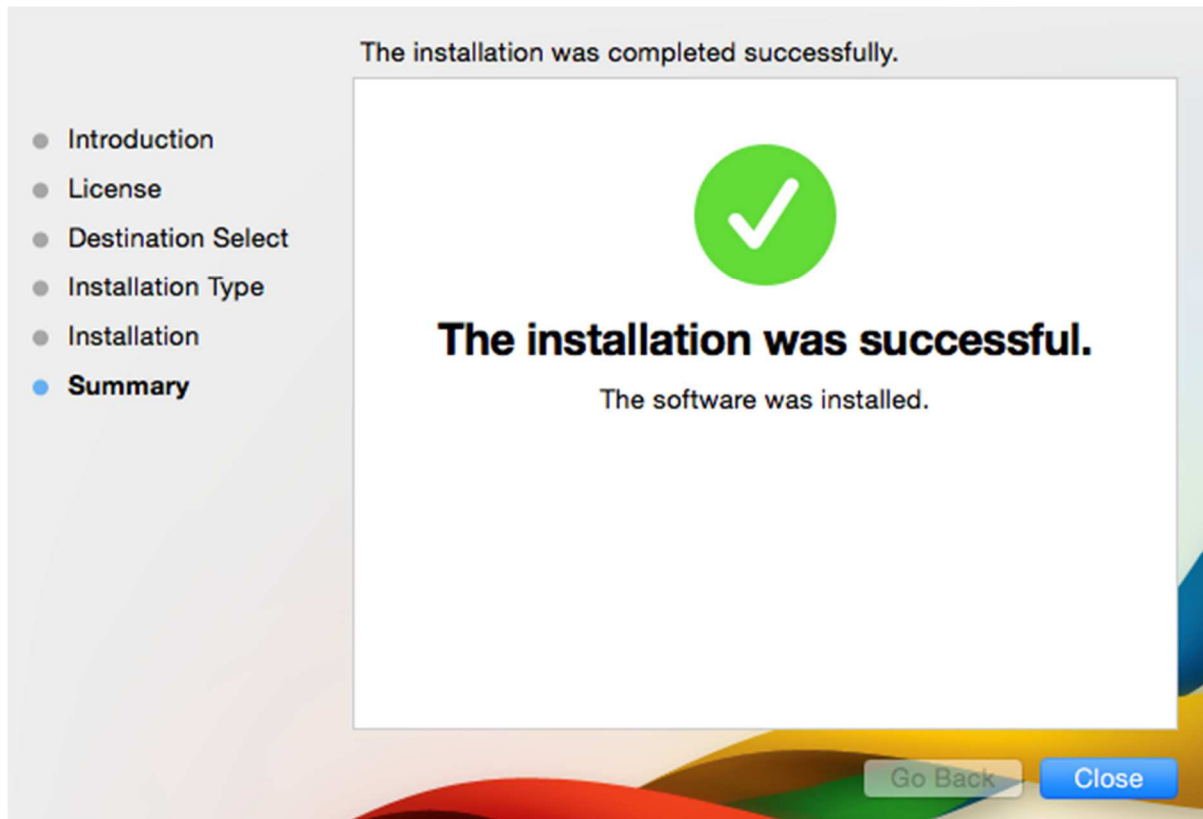 The installation was completed successfully.
Introduction
License
Destination Select
Installation Type
Installation
Summary
The installation was successful.
The software was installed.
Go Back
Close